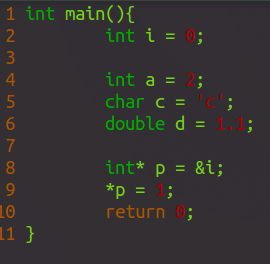 1 int main(){
2 int i = 0;
3
4 int a = 2;
5 char c = 'c';
6 double d = 1.1;
7
8 int* p = &i;
9 *p = 1;
10 return 0;
11 }